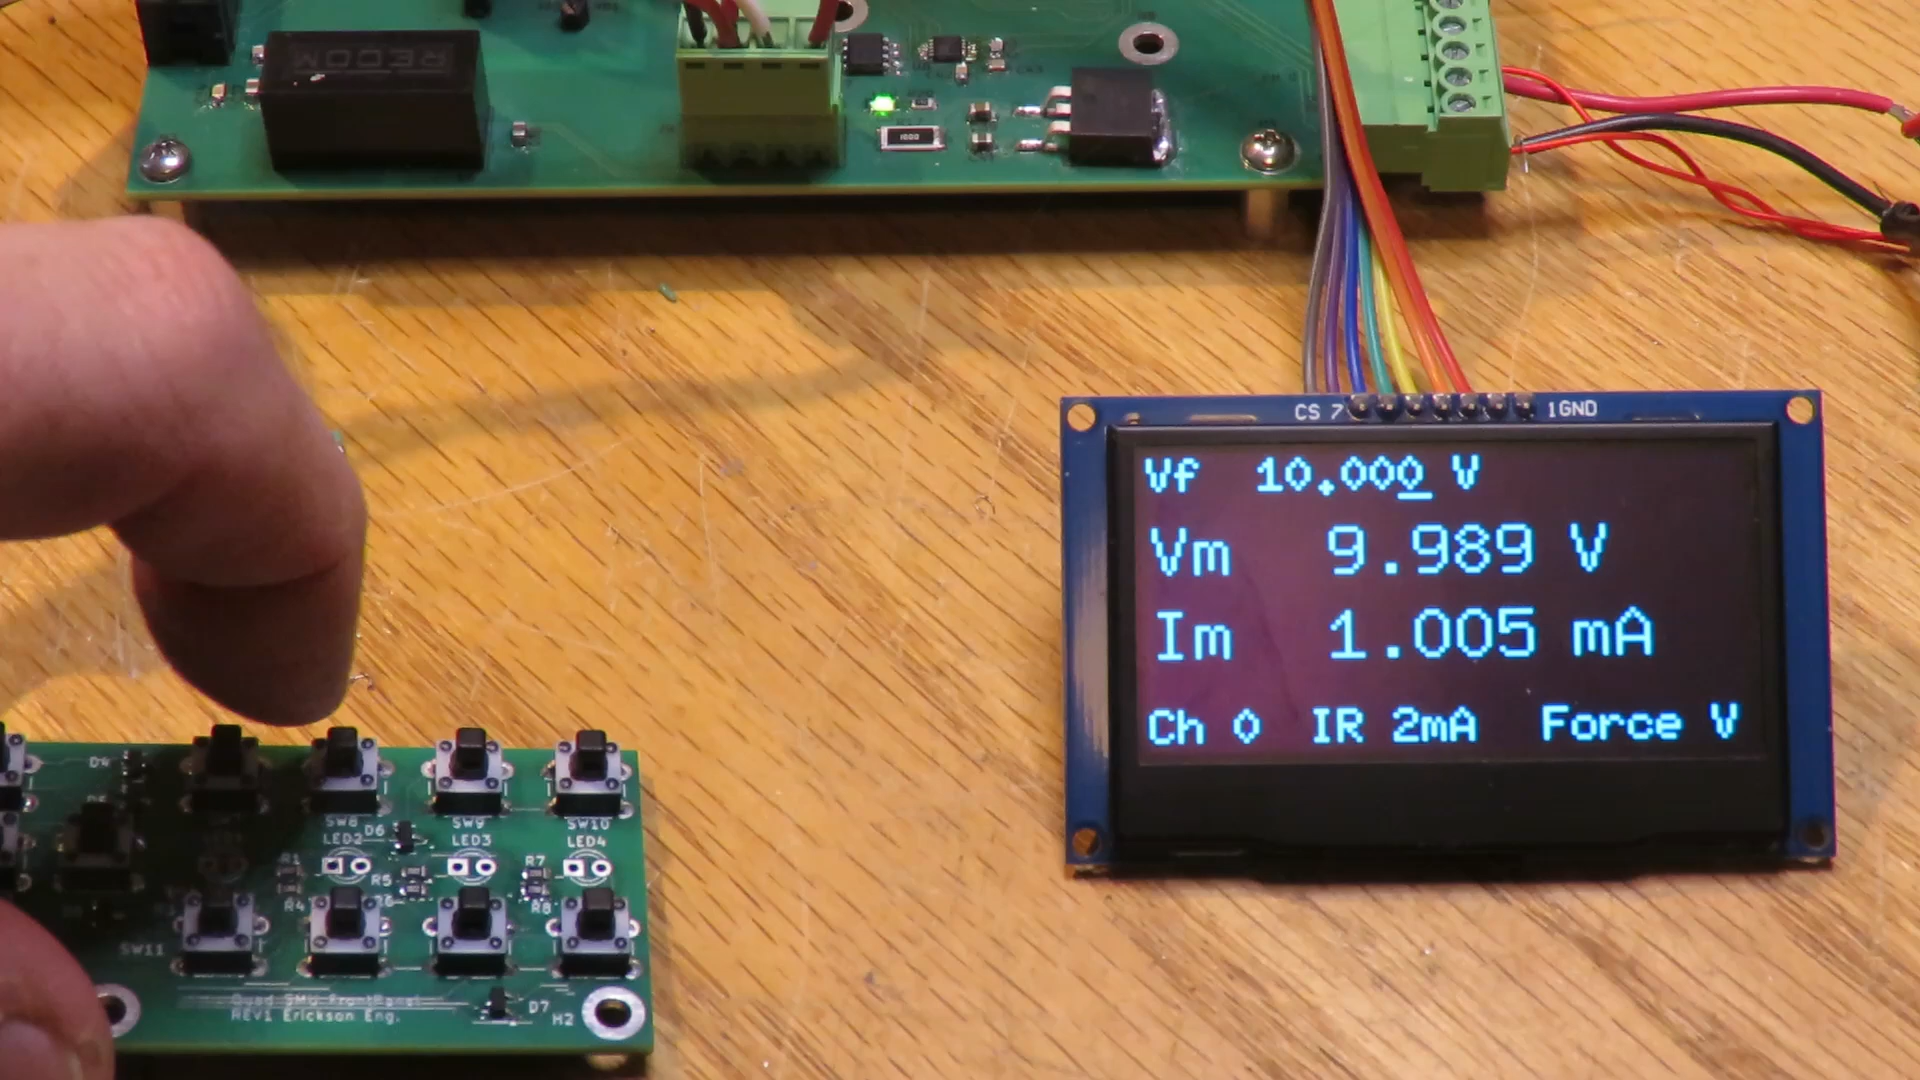 RECOM
1000
CS 7
1GND
Vf 10.000 V
Vm 9.989 V
Im 1.005 mA
Ch 0 IR 2mA Force V
D4
SW8
D6
SW9
SW10
LED2
LED3
LED4
R1
R5
R7
R4
R8
SW11
Quad SMU FrontPanel
REV1 Erickson Eng.
D7
H2